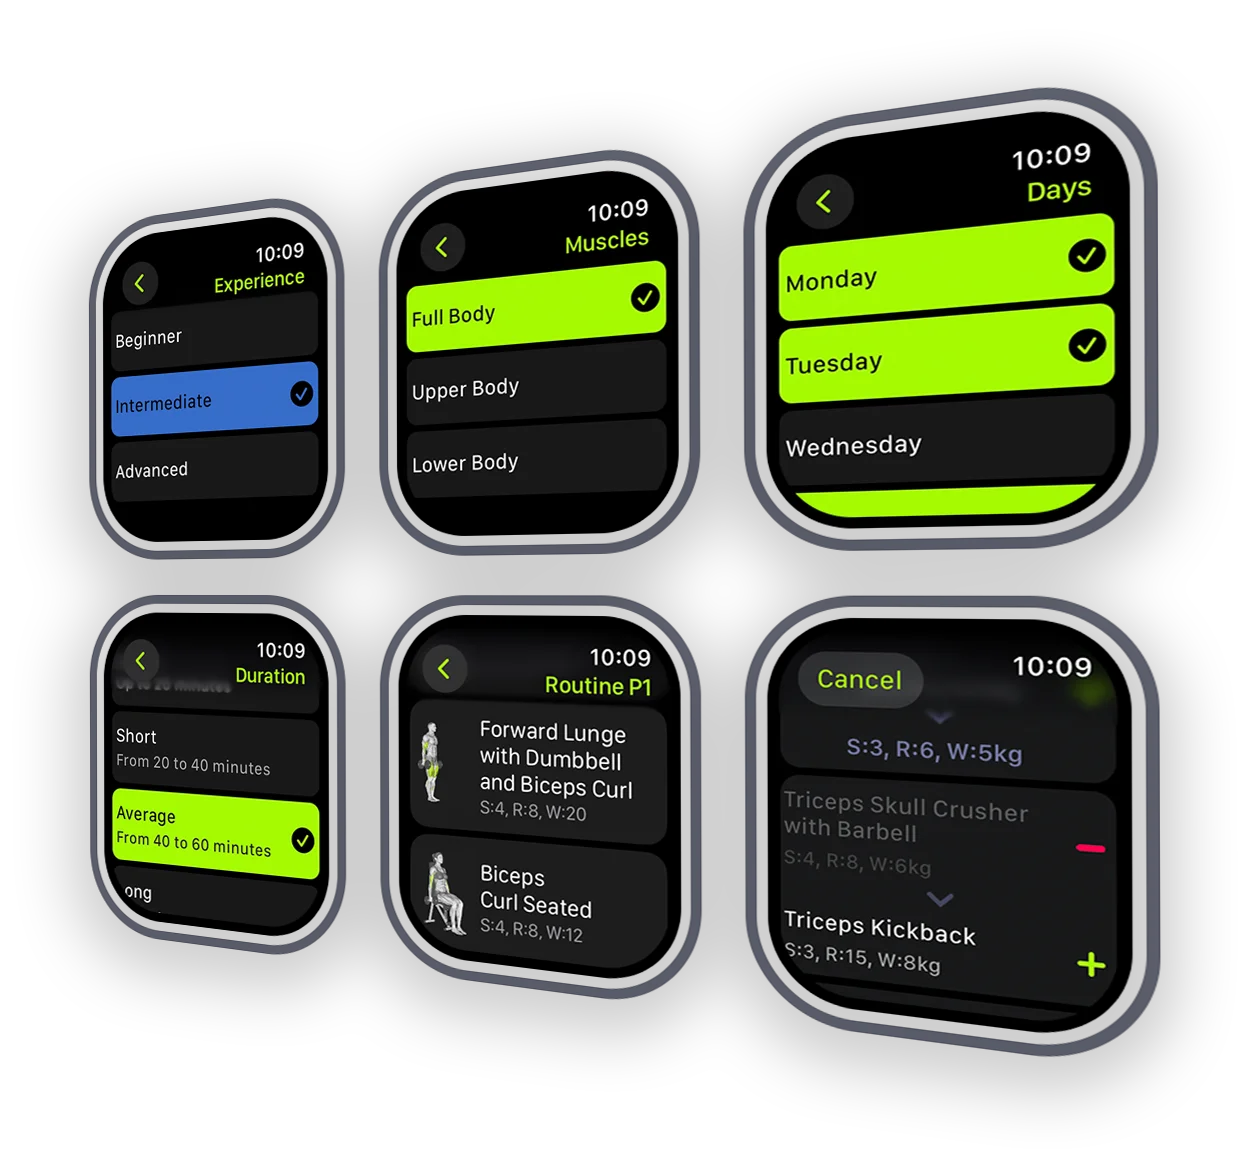 10:09
Experience
Beginner
Intermediate
Advanced
10:09
Muscles
Full Body
Upper Body
Lower Body
10:09
Days
Monday
Tuesday
Wednesday
10:09
Duration
Up to 20 minutes
Short
From 20 to 40 minutes
Average
From 40 to 60 minutes
ong
10:09
Routine P1
Forward Lunge
with Dumbbell
and Biceps Curl
S:4, R:8, W:20
Biceps
Curl Seated
S:4, R:8, W:12
Cancel
10:09
S:3, R:6, W:5kg
Triceps Skull Crusher
with Barbell
S:4, R:8, W:6kg
Triceps Kickback
S:3, R:15, W:8kg